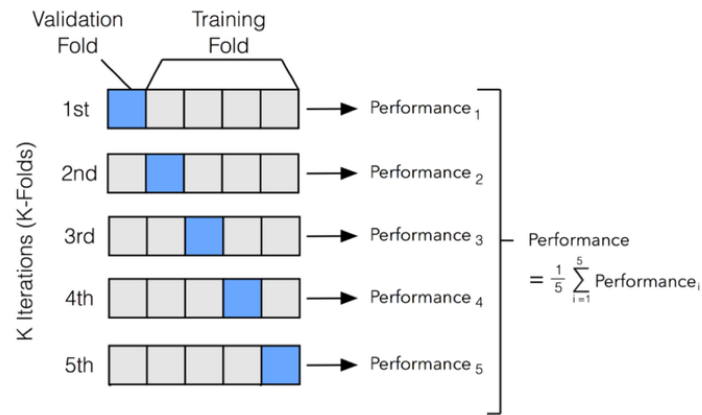 Validation
Fold
Training
Fold
K Iterations (K-Folds)
1st
Performance 1
2nd
Performance 2
3rd
Performance 3
4th
Performance 4
5th
Performance 5
Performance
= 1/5 5∑i=1 Performance i